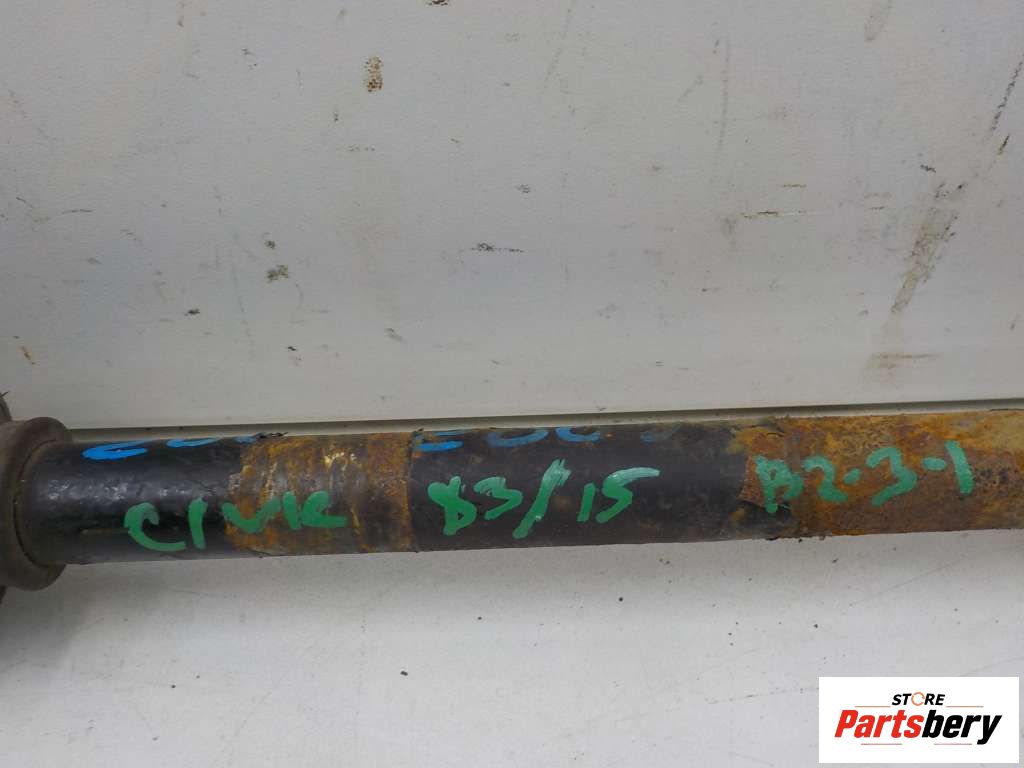 CIVIC 83/15 B2-3-1
STORE
Partsbery